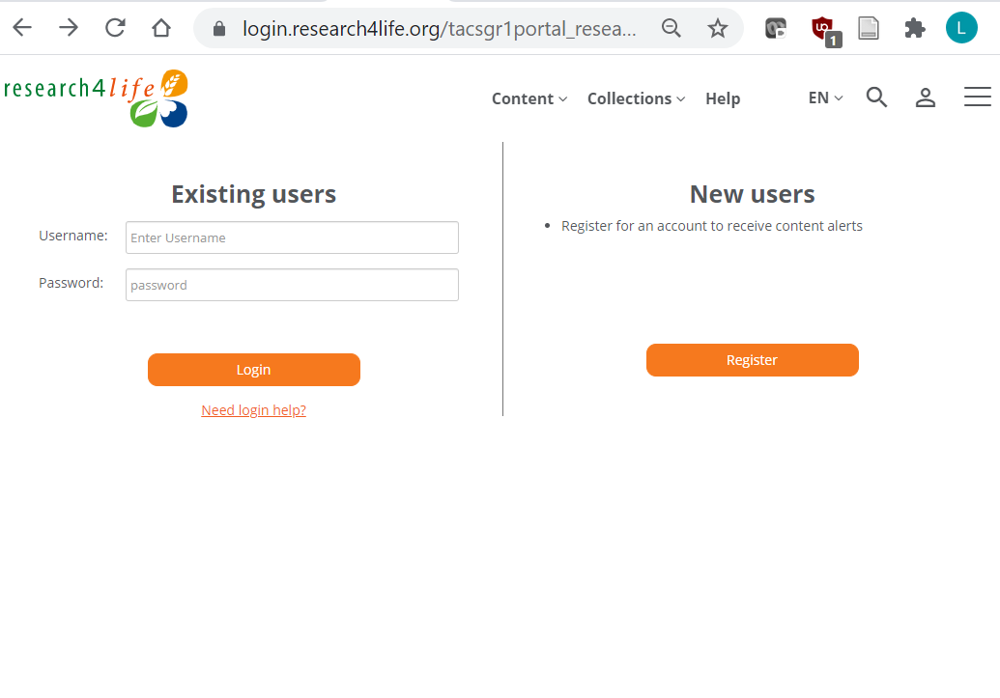 login.research4life.org/tacsgr1portal_resea...
1
L
research4life
Content
Collections
Help
EN
Existing users
Username:
Enter Username
Password:
password
Login
Need login help?
New users
• Register for an account to receive content alerts
Register